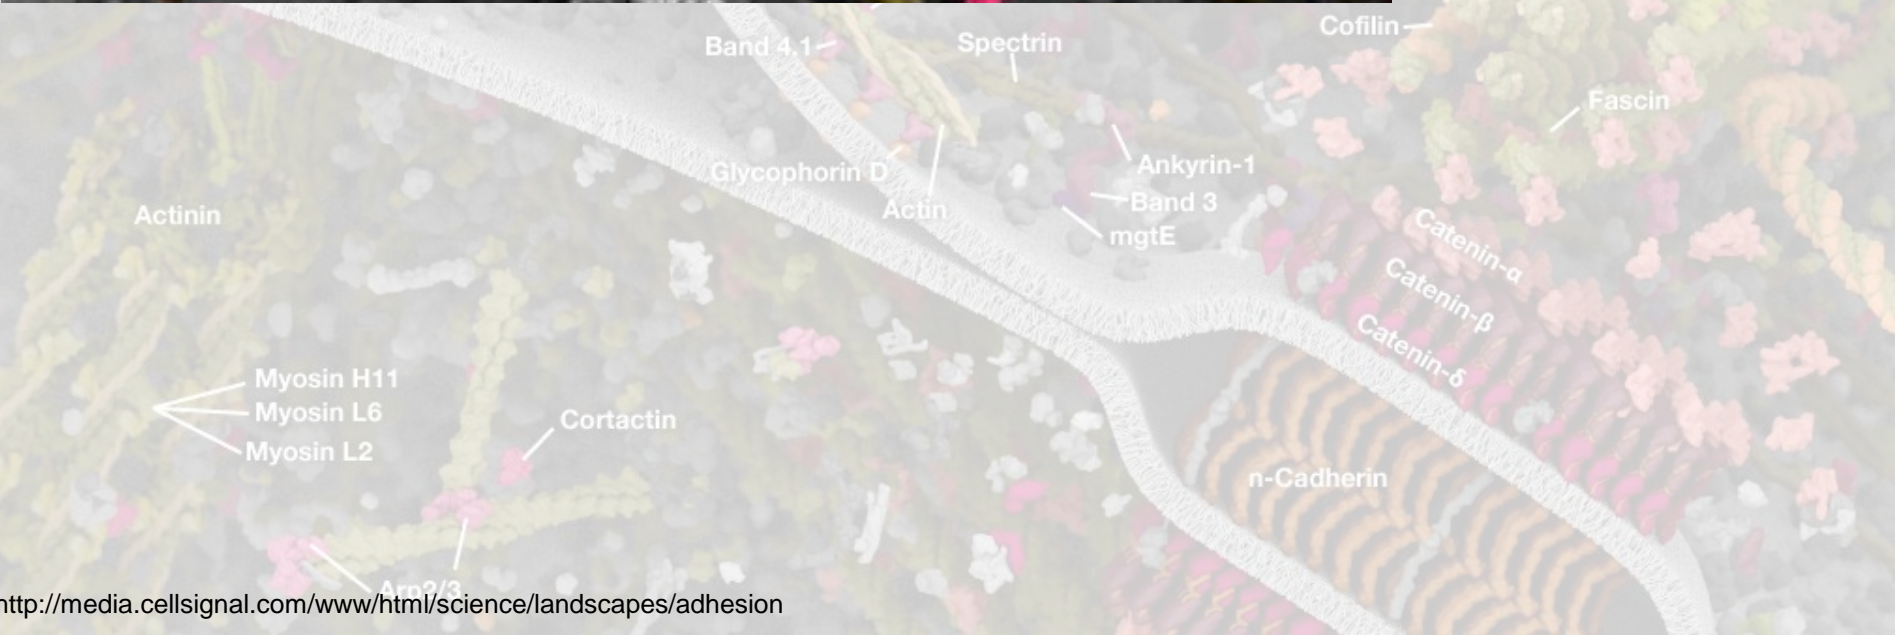 Cofilin
Band 4.1
Spectrin
Fascin
Glycophorin D
Ankyrin-1
Band 3
Actin
mgtE
Actinin
Catenin-α
Catenin-β
Catenin-δ
Myosin H11
Myosin L6
Myosin L2
Cortactin
n-Cadherin
Arp2/3
http://media.cellsignal.com/www/html/science/landscapes/adhesion